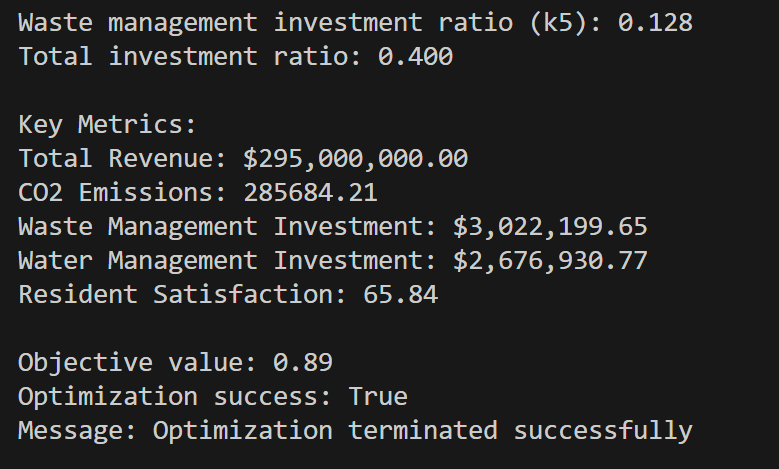 Waste management investment ratio (k5): 0.128
Total investment ratio: 0.400
Key Metrics:
Total Revenue: $295,000,000.00
CO2 Emissions: 285684.21
Waste Management Investment: $3,022,199.65
Water Management Investment: $2,676,930.77
Resident Satisfaction: 65.84
Objective value: 0.89
Optimization success: True
Message: Optimization terminated successfully